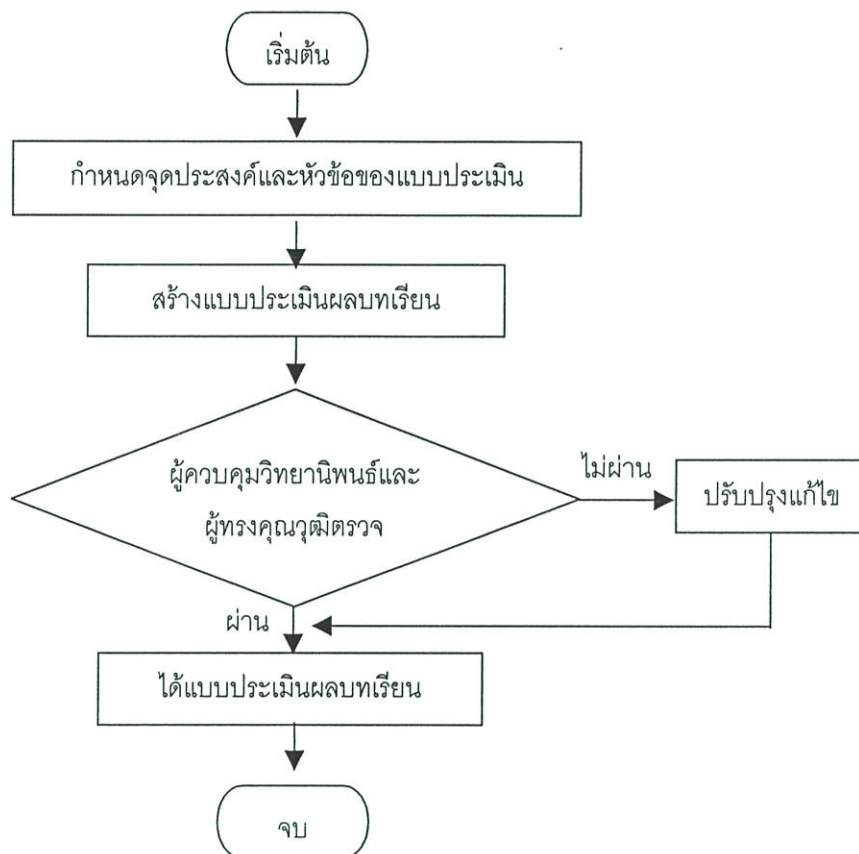 เริ่มต้น
กำหนดจุดประสงค์และหัวข้อของแบบประเมิน
สร้างแบบประเมินผลบทเรียน
ผู้ควบคุมวิทยานิพนธ์และ
ผู้ทรงคุณวุฒิตรวจ
ไม่ผ่าน
ปรับปรุงแก้ไข
ผ่าน
ได้แบบประเมินผลบทเรียน
จบ